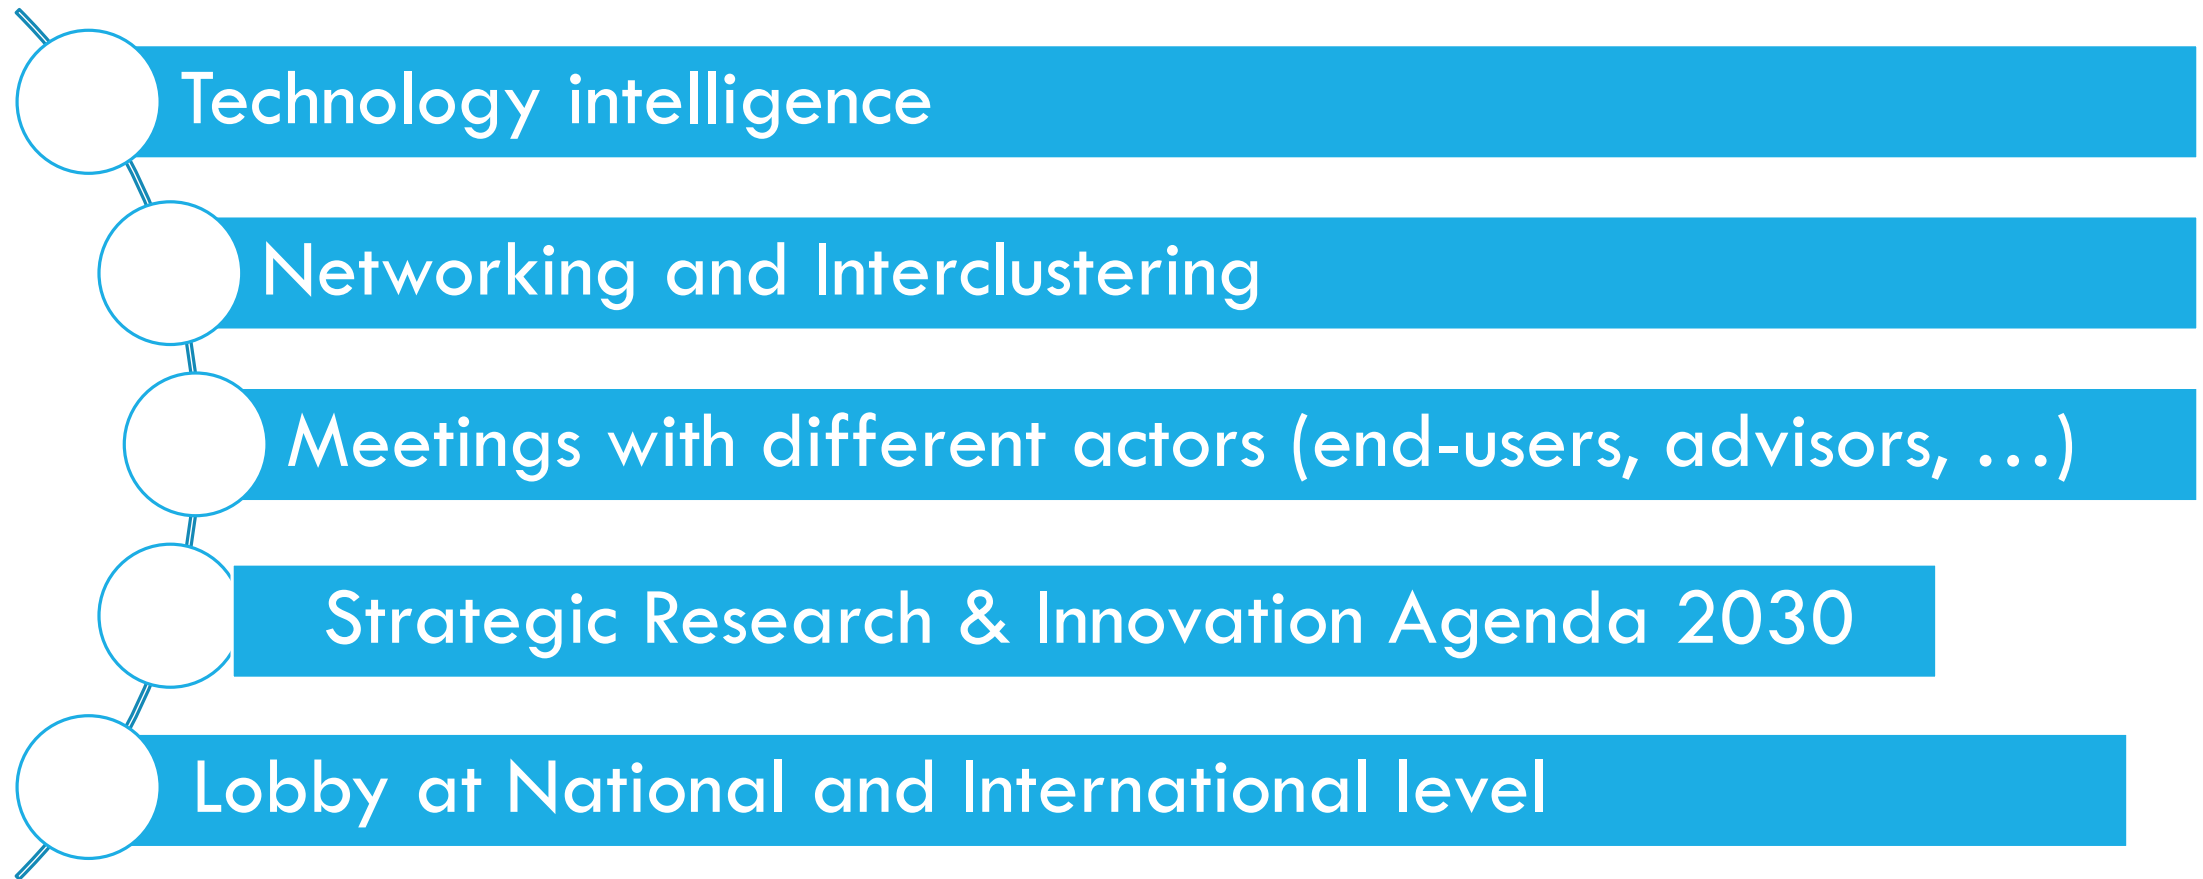 Technology intelligence
Networking and Interclustering
Meetings with different actors (end-users, advisors, …)
Strategic Research & Innovation Agenda 2030
Lobby at National and International level